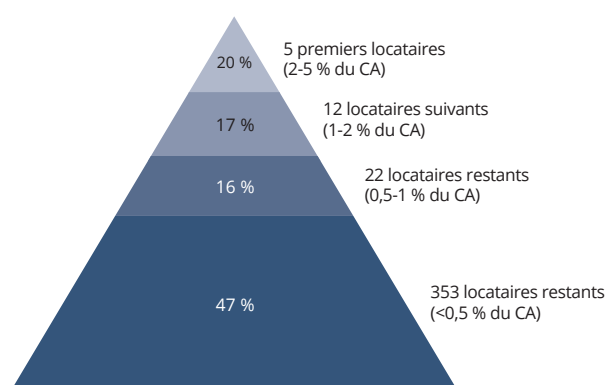 20 %
5 premiers locataires
(2-5 % du CA)
17 %
12 locataires suivants
(1-2 % du CA)
16 %
22 locataires restants
(0,5-1 % du CA)
47 %
353 locataires restants
(<0,5 % du CA)